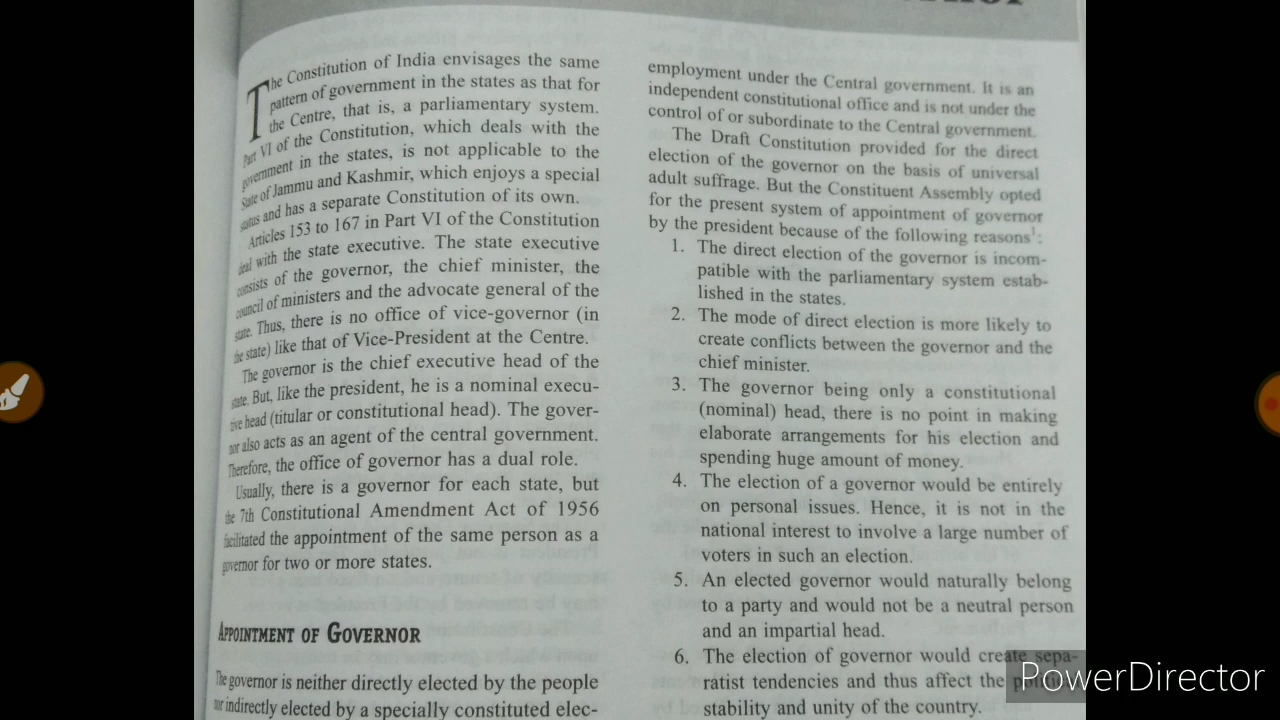 The Constitution of India envisages the same
pattern of government in the states as that for
the Centre, that is, a parliamentary system.
Part VI of the Constitution, which deals with the
government in the states, is not applicable to the
State of Jammu and Kashmir, which enjoys a special
status and has a separate Constitution of its own.
Articles 153 to 167 in Part VI of the Constitution
deal with the state executive. The state executive
consists of the governor, the chief minister, the
council of ministers and the advocate general of the
state. Thus, there is no office of vice-governor (in
the state) like that of Vice-President at the Centre.
The governor is the chief executive head of the
state. But, like the president, he is a nominal execu-
tive head (titular or constitutional head). The gover-
nor also acts as an agent of the central government.
Therefore, the office of governor has a dual role.
Usually, there is a governor for each state, but
the 7th Constitutional Amendment Act of 1956
facilitated the appointment of the same person as a
governor for two or more states.
APPOINTMENT OF GOVERNOR
The governor is neither directly elected by the people
nor indirectly elected by a specially constituted elec-
employment under the Central government. It is an
independent constitutional office and is not under the
control of or subordinate to the Central government.
The Draft Constitution provided for the direct
election of the governor on the basis of universal
adult suffrage. But the Constituent Assembly opted
for the present system of appointment of governor
by the president because of the following reasons¹:
1. The direct election of the governor is incom-
patible with the parliamentary system estab-
lished in the states.
2. The mode of direct election is more likely to
create conflicts between the governor and the
chief minister.
3. The governor being only a constitutional
(nominal) head, there is no point in making
elaborate arrangements for his election and
spending huge amount of money.
4. The election of a governor would be entirely
on personal issues. Hence, it is not in the
national interest to involve a large number of
voters in such an election.
5. An elected governor would naturally belong
to a party and would not be a neutral person
and an impartial head.
6. The election of governor would create sepa-
ratist tendencies and thus affect the
stability and unity of the country.
PowerDirector